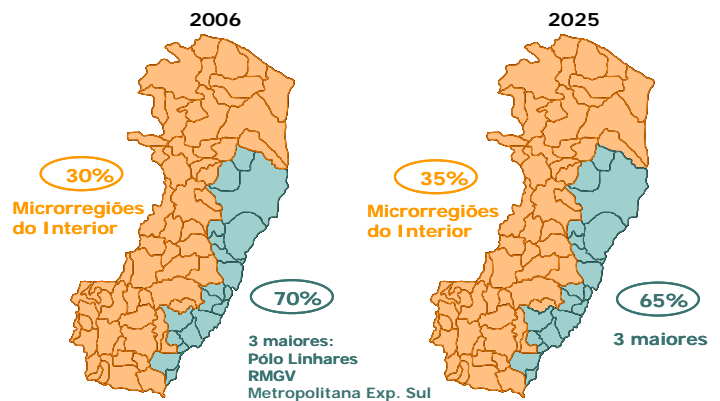 2006
30%
Microrregiões
do Interior
70%
3 maiores:
Pólo Linhares
RMGV
Metropolitana Exp. Sul
2025
35%
Microrregiões
do Interior
65%
3 maiores